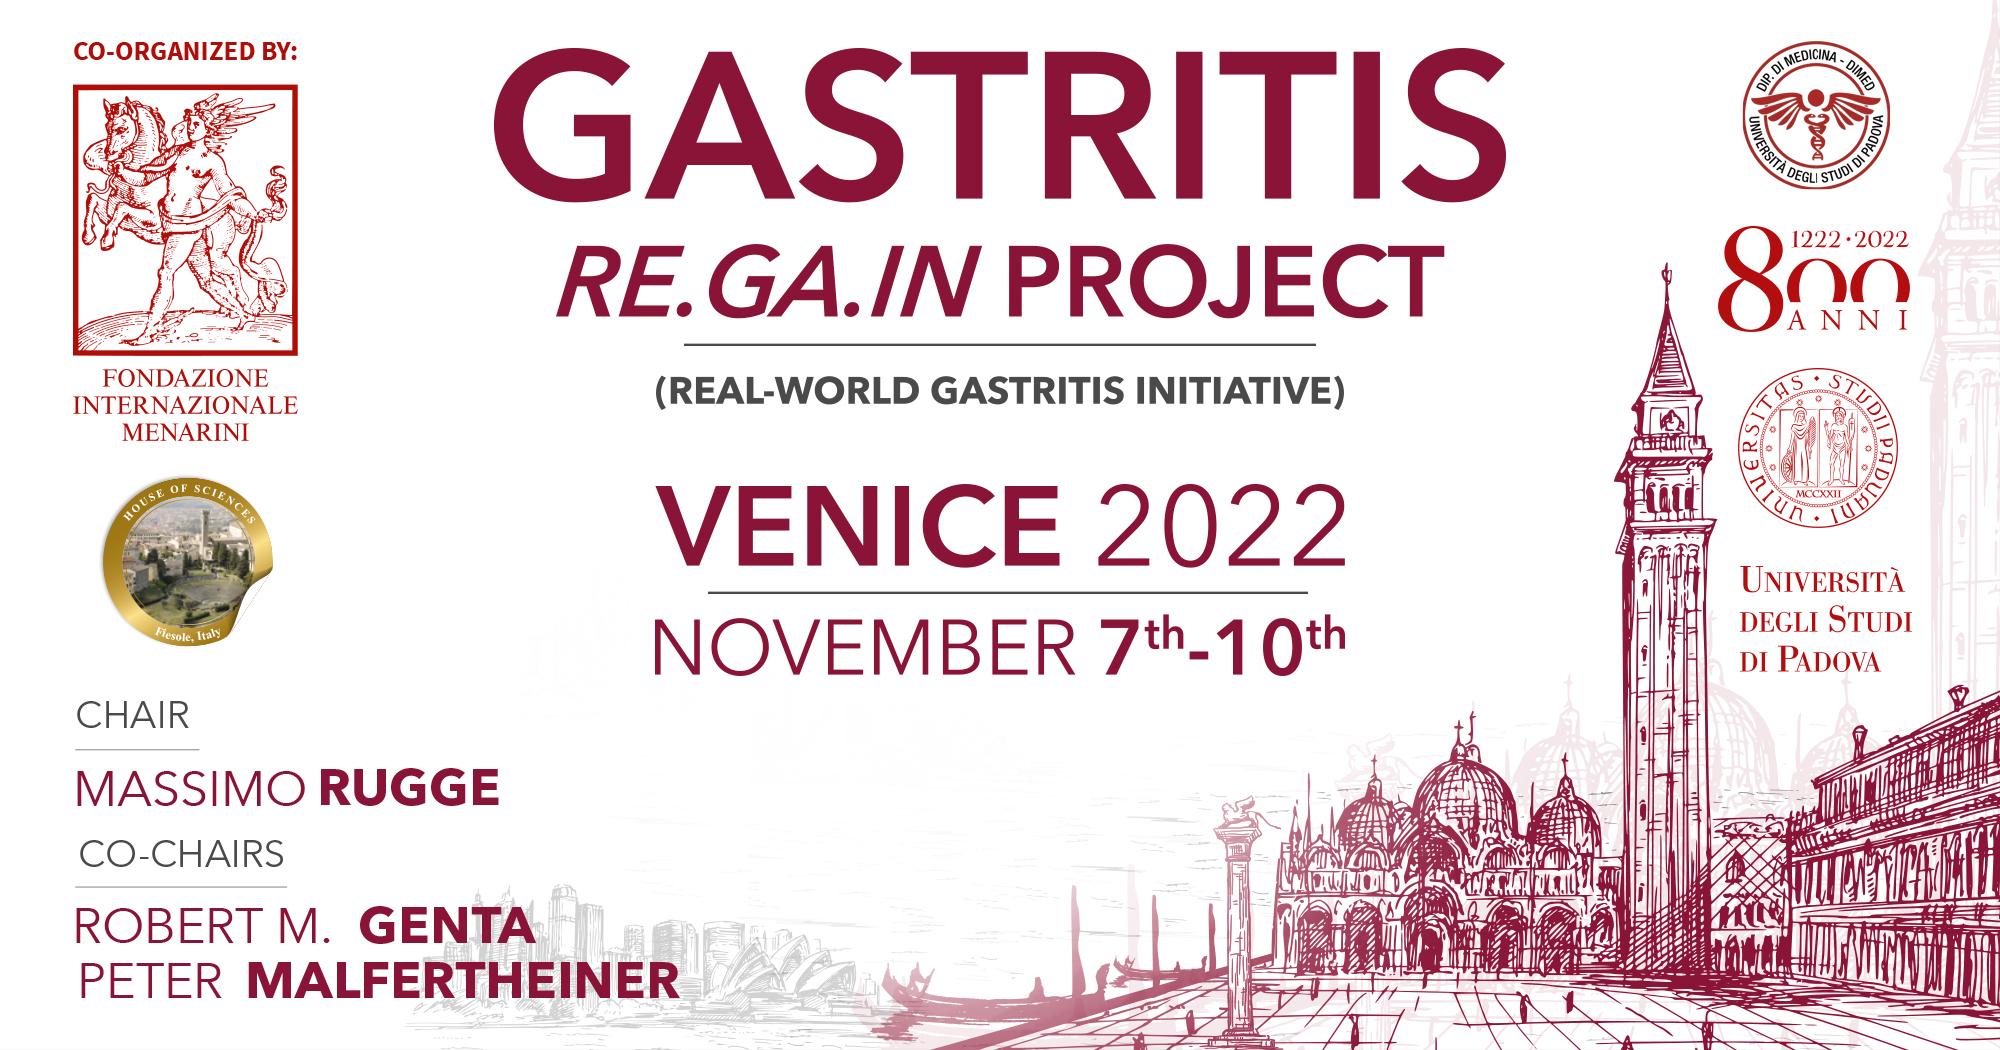 CO-ORGANIZED BY:
FONDAZIONE
INTERNAZIONALE
MENARINI
HOUSE OF SCIENCES
Fiesole, Italy
CHAIR
MASSIMO RUGGE
CO-CHAIRS
ROBERT M. GENTA
PETER MALFERTHEINER
GASTRITIS
RE.GA.IN PROJECT
(REAL-WORLD GASTRITIS INITIATIVE)
VENICE 2022
NOVEMBER 7th-10th
DIP. DI MEDICINA - DIMED
UNIVERSITÀ DEGLI STUDI DI PADOVA
1222·2022
800
ANNI
UNIVERSITAS · STUDII PADUANI ·
MCCXXII
UNIVERSITÀ
DEGLI STUDI
DI PADOVA